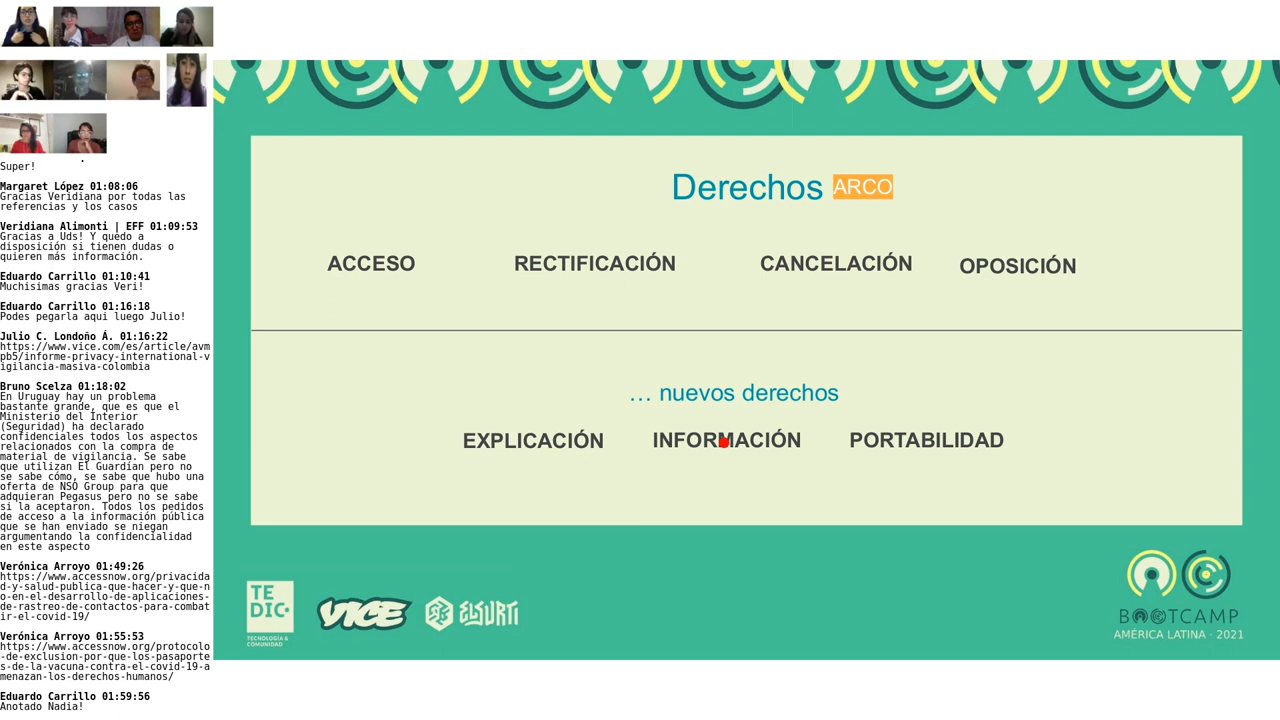 Super!
Margaret López 01:08:06
Gracias Veridiana por todas las
referencias y los casos
Veridiana Alimonti | EFF 01:09:53
Gracias a Uds! Y quedo a
disposición si tienen dudas o
quieren más información.
Eduardo Carrillo 01:10:41
Muchisimas gracias Veri!
Eduardo Carrillo 01:16:18
Podes pegarla aqui luego Julio!
Julio C. Londoño Á. 01:16:22
https://www.vice.com/es/article/avm
pb5/informe-privacy-international-v
igilancia-masiva-colombia
Bruno Scelza 01:18:02
En Uruguay hay un problema
bastante grande, que es que el
Ministerio del Interior
(Seguridad) ha declarado
confidenciales todos los aspectos
relacionados con la compra de
material de vigilancia. Se sabe
que utilizan El Guardian pero no
se sabe cómo, se sabe que hubo una
oferta de NSO Group para que
adquieran Pegasus pero no se sabe
si la aceptaron. Todos los pedidos
de acceso a la información pública
que se han enviado se niegan
argumentando la confidencialidad
en este aspecto
Verónica Arroyo 01:49:26
https://www.accessnow.org/privacida
d-y-salud-publica-que-hacer-y-que-n
o-en-el-desarrollo-de-aplicaciones-
de-rastreo-de-contactos-para-combat
ir-el-covid-19/
Verónica Arroyo 01:55:53
https://www.accessnow.org/protocolo
-de-exclusion-por-que-los-pasaporte
s-de-la-vacuna-contra-el-covid-19-a
menazan-los-derechos-humanos/
Eduardo Carrillo 01:59:56
Anotado Nadia!
Derechos ARCO
ACCESO RECTIFICACIÓN CANCELACIÓN OPOSICIÓN
… nuevos derechos
EXPLICACIÓN INFORMACIÓN PORTABILIDAD
TE
DIC
TECNOLOGÍA &
COMUNIDAD
VICE
ELSURTI
BOOTCAMP
AMÉRICA LATINA · 2021